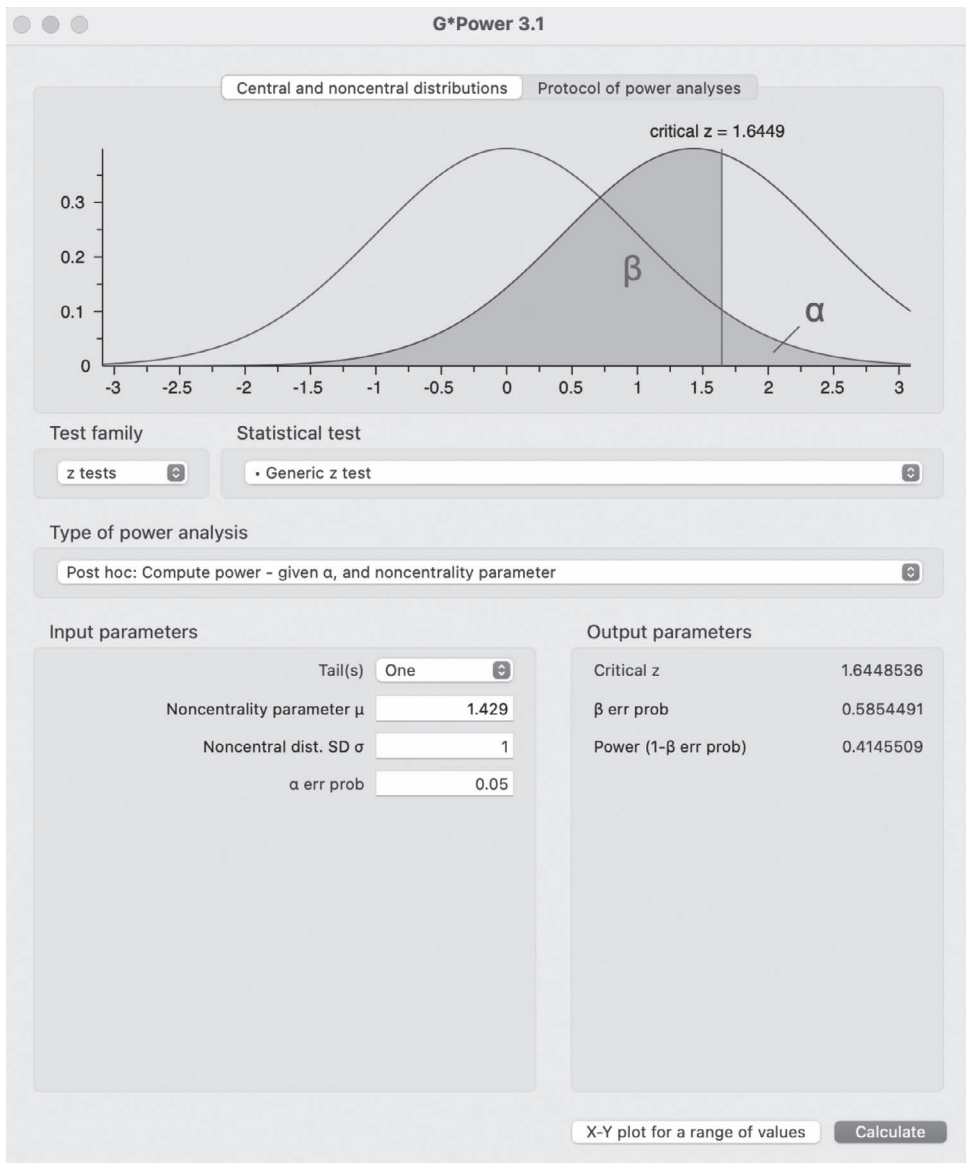 G*Power 3.1
Central and noncentral distributions Protocol of power analyses
critical z = 1.6449
0.3
0.2
0.1
0
β
α
-3 -2.5 -2 -1.5 -1 -0.5 0 0.5 1 1.5 2 2.5 3
Test family Statistical test
z tests • Generic z test
Type of power analysis
Post hoc: Compute power - given α, and noncentrality parameter
Input parameters Output parameters
Tail(s) One Critical z 1.6448536
Noncentrality parameter μ 1.429 β err prob 0.5854491
Noncentral dist. SD σ 1 Power (1-β err prob) 0.4145509
α err prob 0.05
X-Y plot for a range of values Calculate